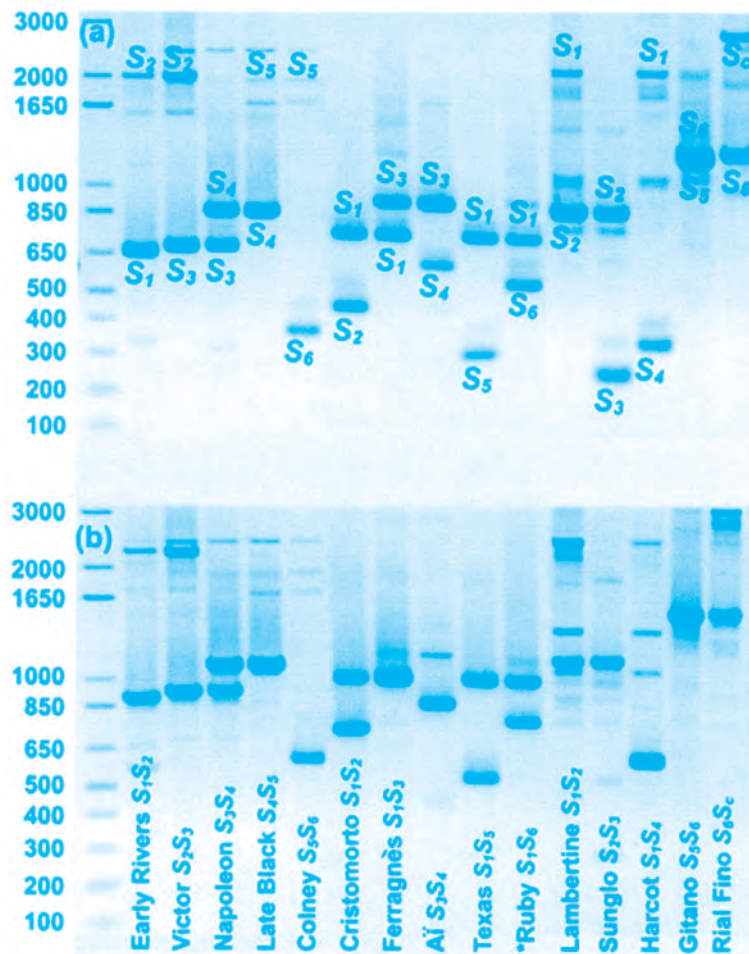 3000
(a)
2000
1650
1000
850
650
500
400
300
200
100
S₂ S₂ S₅ S₅ S₁ S₁
S₄ S₃ S₃ S₂
S₁ S₁ S₁
S₁ S₃ S₃ S₄ S₁ S₄ S₆ S₂ S₅
S₆ S₂ S₅ S₃ S₄
3000
(b)
2000
1650
1000
850
650
500
400
300
200
100
Early Rivers S₁S₂
Victor S₂S₃
Napoleon S₃S₄
Late Black S₄S₅
Colney S₅S₆
Cristomorto S₁S₂
Ferragnès S₁S₃
AÏ S₃S₄
Texas S₁S₅
*Ruby S₁S₆
Lambertine S₁S₂
Sunglo S₂S₃
Harcot S₁S₄
Gitano S₅S₆
Rial Fino S₈S꜀